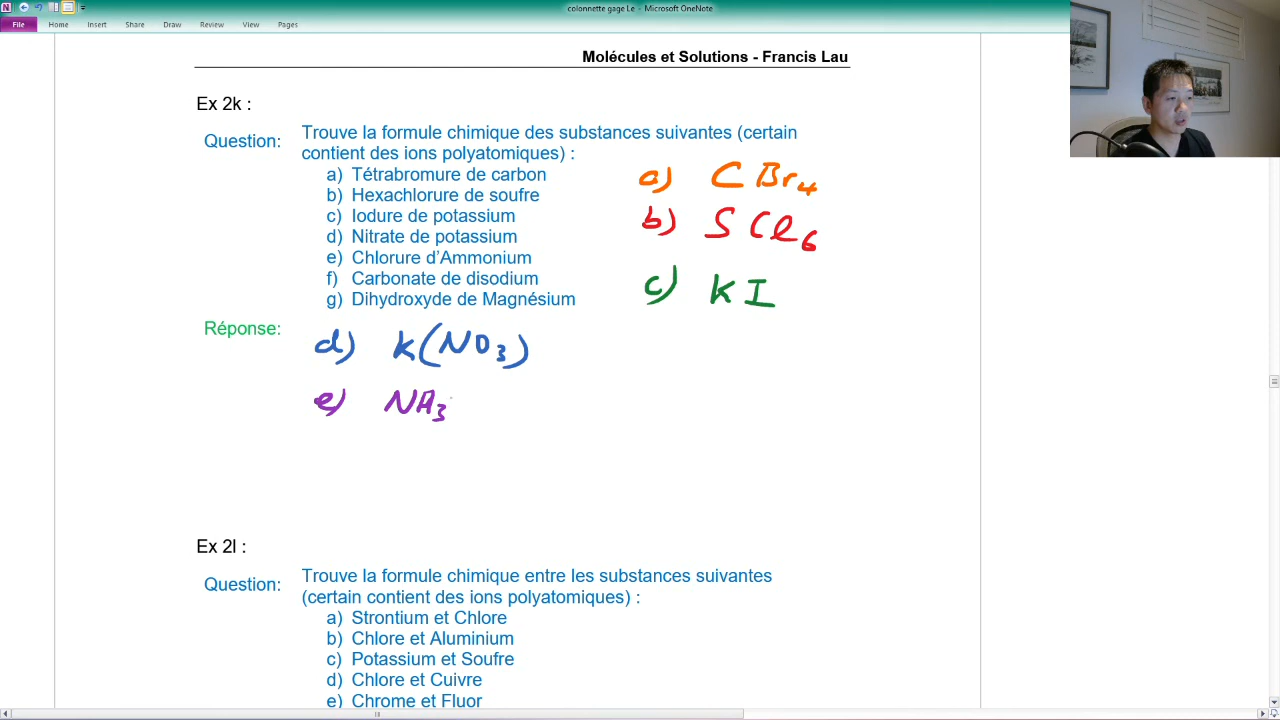 colonnette gage Le - Microsoft OneNote
File Home Insert Share Draw Review View Pages
Molécules et Solutions - Francis Lau
Ex 2k :
Question: Trouve la formule chimique des substances suivantes (certain
contient des ions polyatomiques) :
a) Tétrabromure de carbon
b) Hexachlorure de soufre
c) Iodure de potassium
d) Nitrate de potassium
e) Chlorure d’Ammonium
f) Carbonate de disodium
g) Dihydroxyde de Magnésium
a) CBr4
b) SCl6
c) KI
Réponse:
d) K(NO3)
e) NH3
Ex 2l :
Question: Trouve la formule chimique entre les substances suivantes
(certain contient des ions polyatomiques) :
a) Strontium et Chlore
b) Chlore et Aluminium
c) Potassium et Soufre
d) Chlore et Cuivre
e) Chrome et Fluor